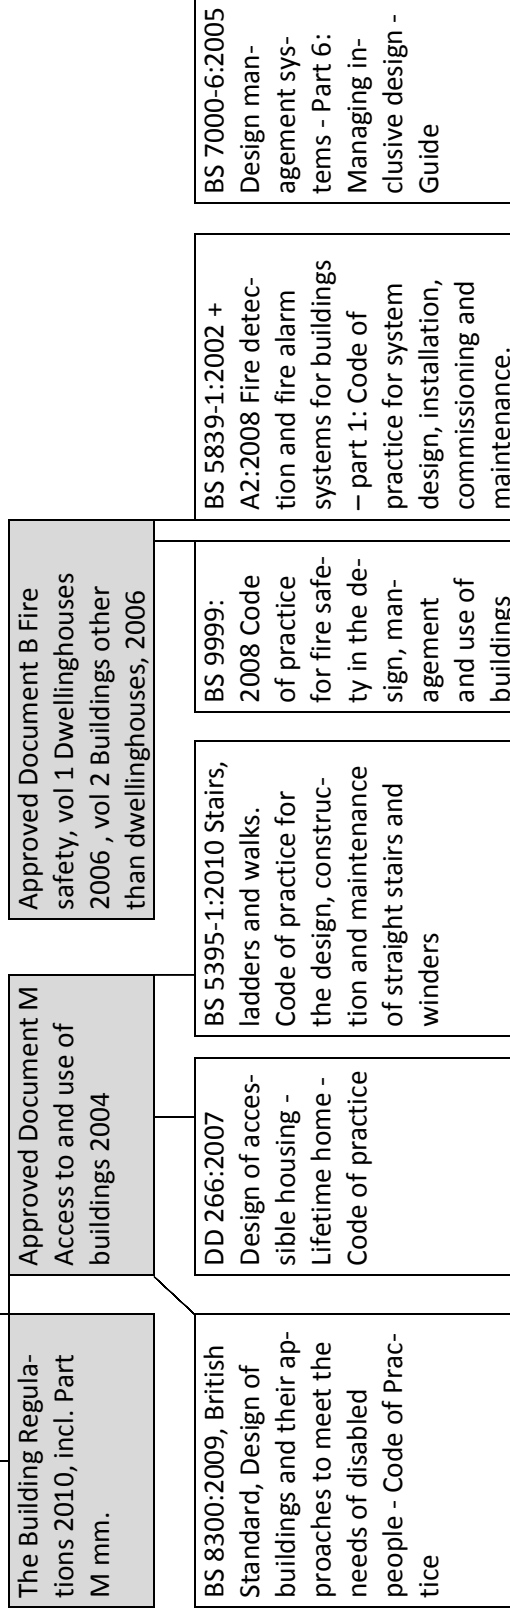 The Building Regula-
tions 2010, incl. Part
M mm.
Approved Document M
Access to and use of
buildings 2004
Approved Document B Fire
safety, vol 1 Dwellinghouses
2006 , vol 2 Buildings other
than dwellinghouses, 2006
BS 8300:2009, British
Standard, Design of
buildings and their ap-
proaches to meet the
needs of disabled
people - Code of Prac-
tice
DD 266:2007
Design of acces-
sible housing -
Lifetime home -
Code of practice
BS 5395-1:2010 Stairs,
ladders and walks.
Code of practice for
the design, construc-
tion and maintenance
of straight stairs and
winders
BS 9999:
2008 Code
of practice
for fire safe-
ty in the de-
sign, man-
agement
and use of
buildings
BS 5839-1:2002 +
A2:2008 Fire detec-
tion and fire alarm
systems for buildings
– part 1: Code of
practice for system
design, installation,
commissioning and
maintenance.
BS 7000-6:2005
Design man-
agement sys-
tems - Part 6:
Managing in-
clusive design -
Guide